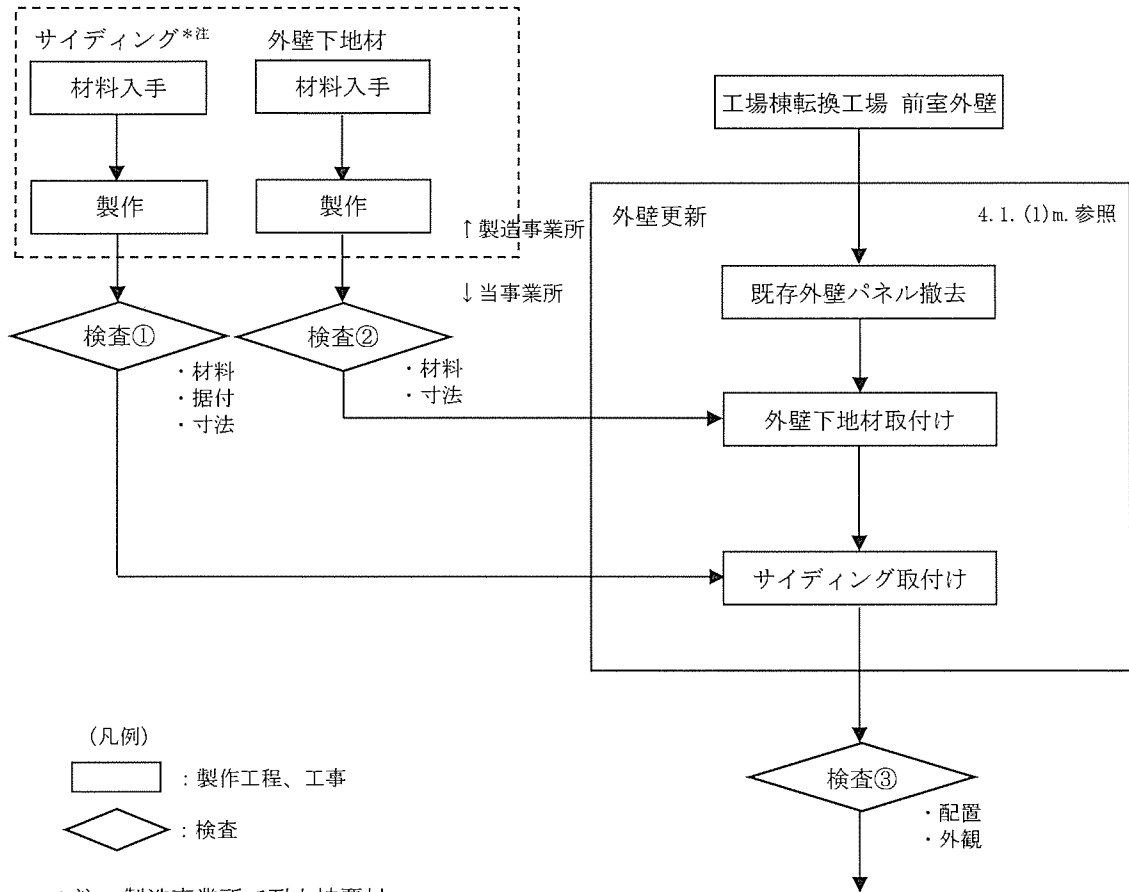 サイディング*注
外壁下地材
材料入手
材料入手
製作
製作
↑製造事業所
↓当事業所
検査①
・材料
・据付
・寸法
検査②
・材料
・寸法
工場棟転換工場 前室外壁
外壁更新
4.1.(1)m.参照
既存外壁パネル撤去
外壁下地材取付け
サイディング取付け
検査③
・配置
・外観
(凡例)
:製作工程、工事
:検査